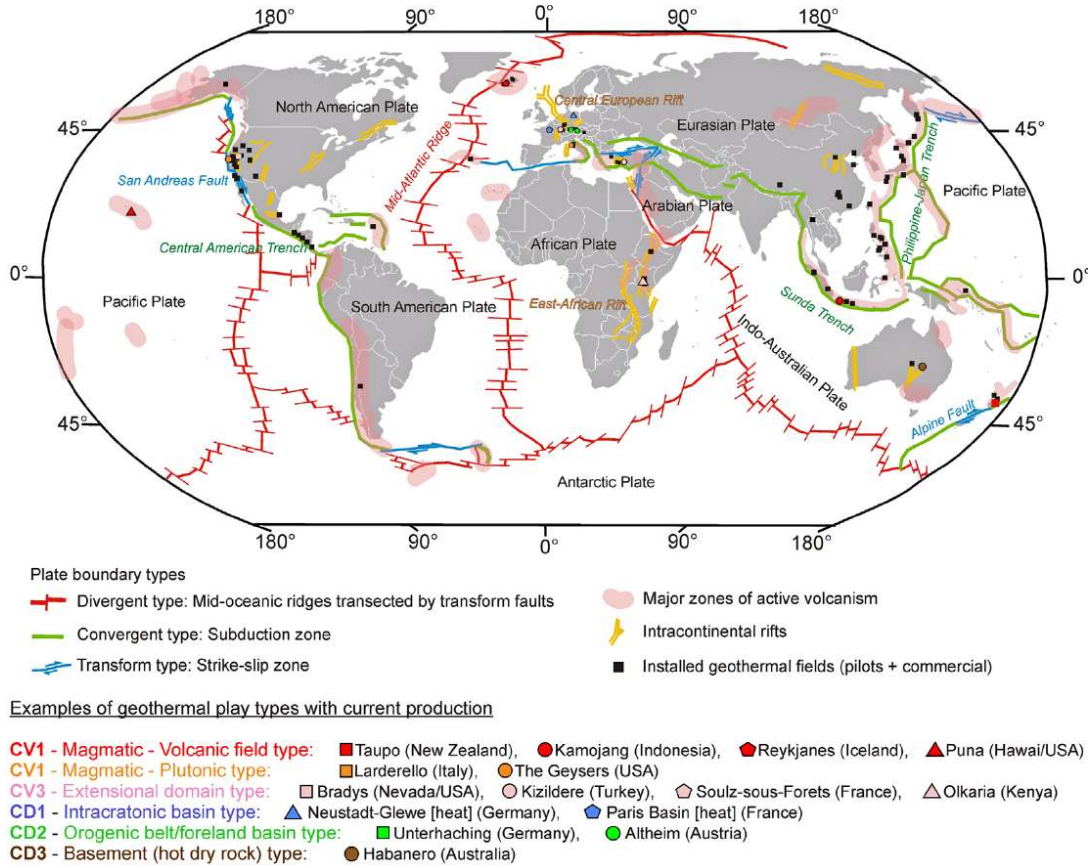 180° 90° 0° 90° 180°
North American Plate
Central European Rift
Eurasian Plate
45° 45°
Mid-Atlantic Ridge
San Andreas Fault
Philippine-Japan Trench
Pacific Plate
Arabian Plate
African Plate
Central American Trench
0° 0°
Pacific Plate
South American Plate
East-African Rift
Sunda Trench
Indo-Australian Plate
Alpine Fault
45° 45°
Antarctic Plate
180° 90° 0° 90° 180°
Plate boundary types
Divergent type: Mid-oceanic ridges transected by transform faults
Major zones of active volcanism
Convergent type: Subduction zone
Intracontinental rifts
Transform type: Strike-slip zone
Installed geothermal fields (pilots + commercial)
Examples of geothermal play types with current production
CV1 - Magmatic - Volcanic field type: Taupo (New Zealand), Kamojang (Indonesia), Reykjanes (Iceland), Puna (Hawai/USA)
CV1 - Magmatic - Plutonic type: Larderello (Italy), The Geysers (USA)
CV3 - Extensional domain type: Bradys (Nevada/USA), Kizildere (Turkey), Soulz-sous-Forets (France), Olkaria (Kenya)
CD1 - Intracratonic basin type: Neustadt-Glewe [heat] (Germany), Paris Basin [heat] (France)
CD2 - Orogenic belt/foreland basin type: Unterhaching (Germany), Altheim (Austria)
CD3 - Basement (hot dry rock) type: Habanero (Australia)